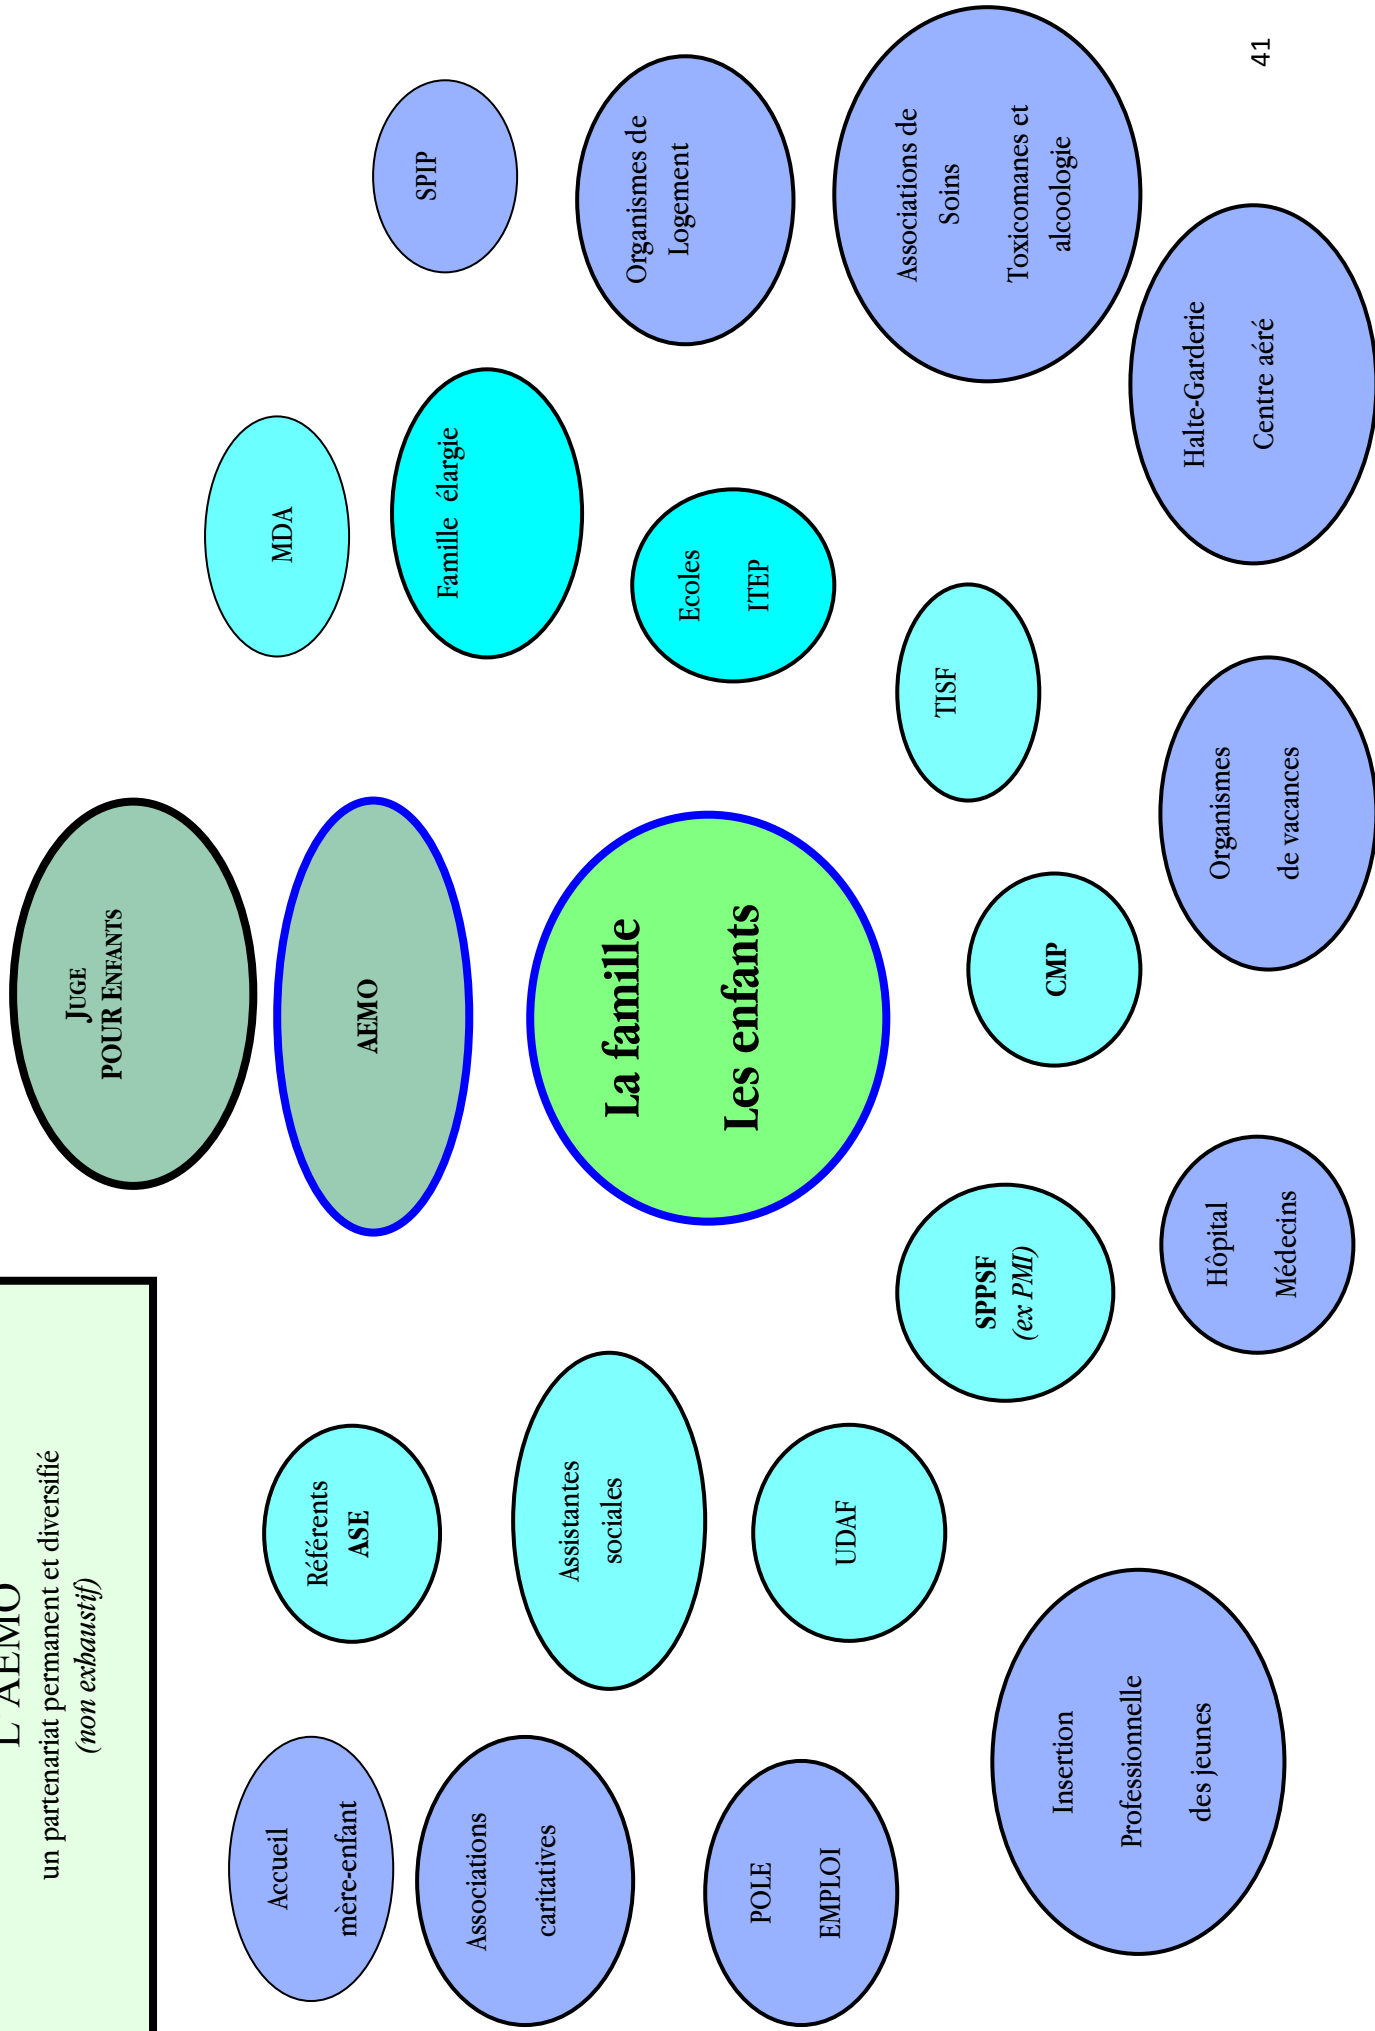 L’AEMO
un partenariat permanent et diversifié
(non exhaustif)
JUGE
POUR ENFANTS
AEMO
La famille
Les enfants
Accueil
mère-enfant
Référents
ASE
MDA
SPIP
Associations
caritatives
Assistantes
sociales
Famille élargie
Organismes de
Logement
POLE
EMPLOI
UDAF
Ecoles
ITEP
Associations de
Soins
Toxicomanes et
alcoologie
Insertion
Professionnelle
des jeunes
SPPSF
(ex PMI)
CMP
TISF
Hôpital
Médecins
Organismes
de vacances
Halte-Garderie
Centre aéré
41